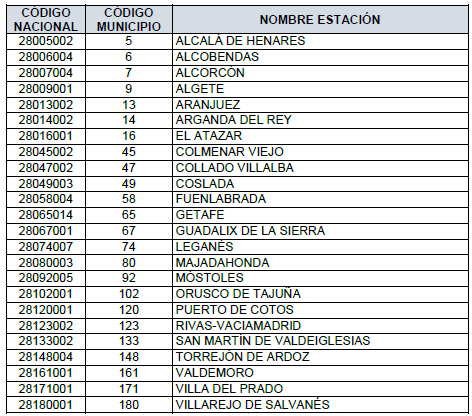 CÓDIGO NACIONAL CÓDIGO MUNICIPIO NOMBRE ESTACIÓN
28005002 5 ALCALÁ DE HENARES
28006004 6 ALCOBENDAS
28007004 7 ALCORCÓN
28009001 9 ALGETE
28013002 13 ARANJUEZ
28014002 14 ARGANDA DEL REY
28016001 16 EL ATAZAR
28045002 45 COLMENAR VIEJO
28047002 47 COLLADO VILLALBA
28049003 49 COSLADA
28058004 58 FUENLABRADA
28065014 65 GETAFE
28067001 67 GUADALIX DE LA SIERRA
28074007 74 LEGANÉS
28080003 80 MAJADAHONDA
28092005 92 MÓSTOLES
28102001 102 ORUSCO DE TAJUÑA
28120001 120 PUERTO DE COTOS
28123002 123 RIVAS-VACIAMADRID
28133002 133 SAN MARTÍN DE VALDEIGLESIAS
28148004 148 TORREJÓN DE ARDOZ
28161001 161 VALDEMORO
28171001 171 VILLA DEL PRADO
28180001 180 VILLAREJO DE SALVANÉS